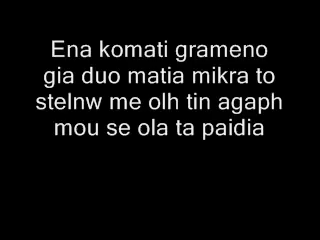 Ena komati grameno
gia duo matia mikra to
stelnw me olh tin agaph
mou se ola ta paidia